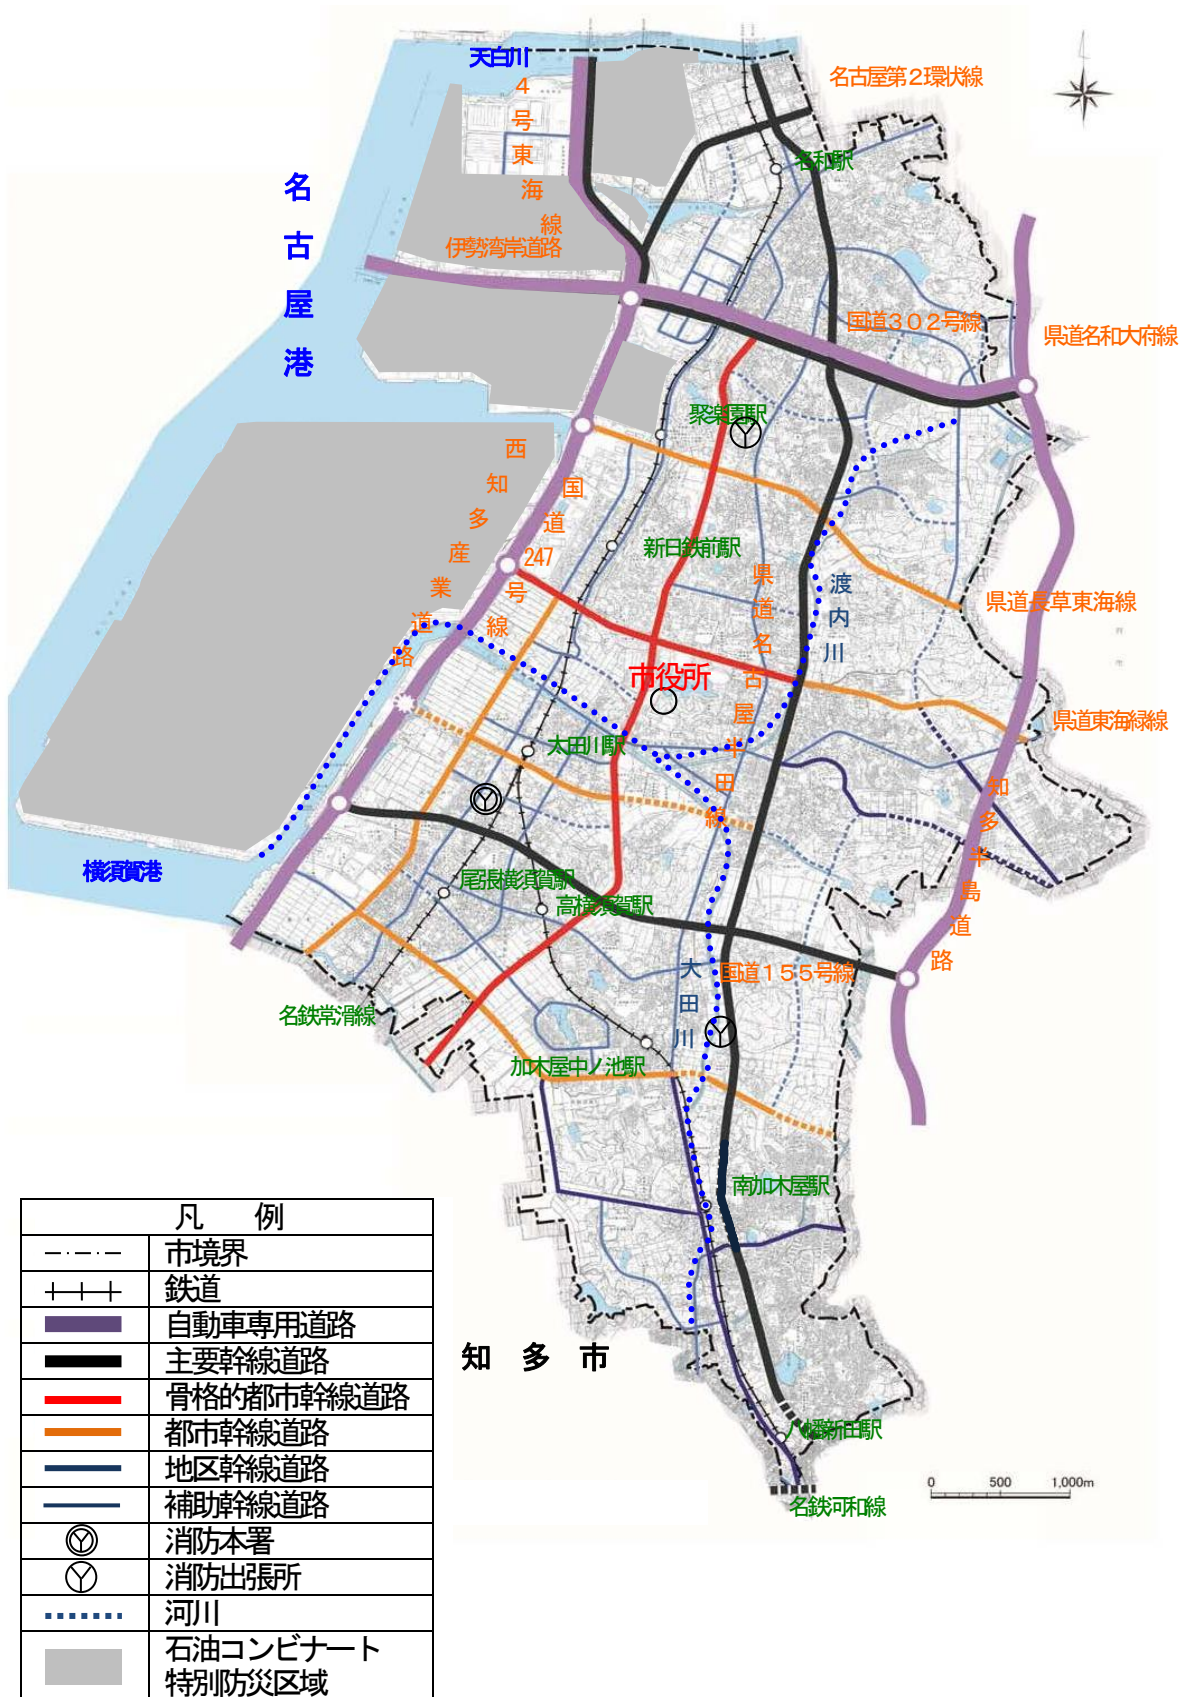 天白川
名古屋第2環状線
4号東海線
名和駅
名古屋港
伊勢湾岸道路
国道302号線
県道名和大府線
聚楽園駅
西知多産業道路
国道247号線
新日鉄前駅
県道名古屋半田線
渡内川
県道長草東海線
市役所
県道東海緑線
太田川駅
知多半島道路
横須賀港
尾張横須賀駅
高横須賀駅
大田川
国道155号線
名鉄常滑線
加木屋中ノ池駅
南加木屋駅
知多市
八幡新田駅
名鉄河和線
0 500 1,000m
凡例
市境界
鉄道
自動車専用道路
主要幹線道路
骨格的都市幹線道路
都市幹線道路
地区幹線道路
補助幹線道路
消防本署
消防出張所
河川
石油コンビナート
特別防災区域